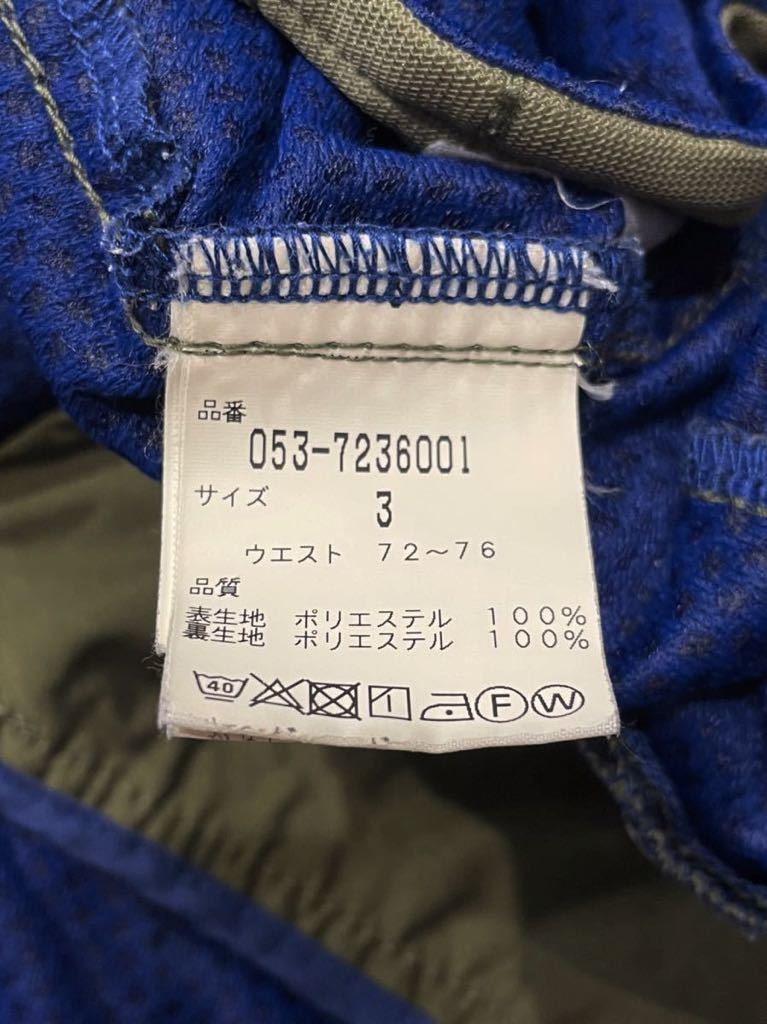 品番
053-7236001
サイズ 3
ウエスト 72～76
品質
表生地 ポリエステル 100%
裏生地 ポリエステル 100%
40 F W